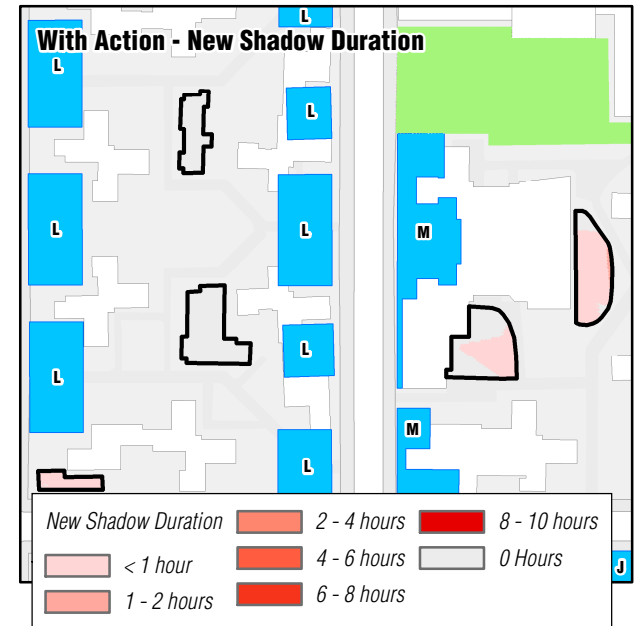 L
With Action - New Shadow Duration
L
L
L
L
M
L
L
M
L
New Shadow Duration
< 1 hour
1 - 2 hours
2 - 4 hours
4 - 6 hours
6 - 8 hours
8 - 10 hours
0 Hours
J